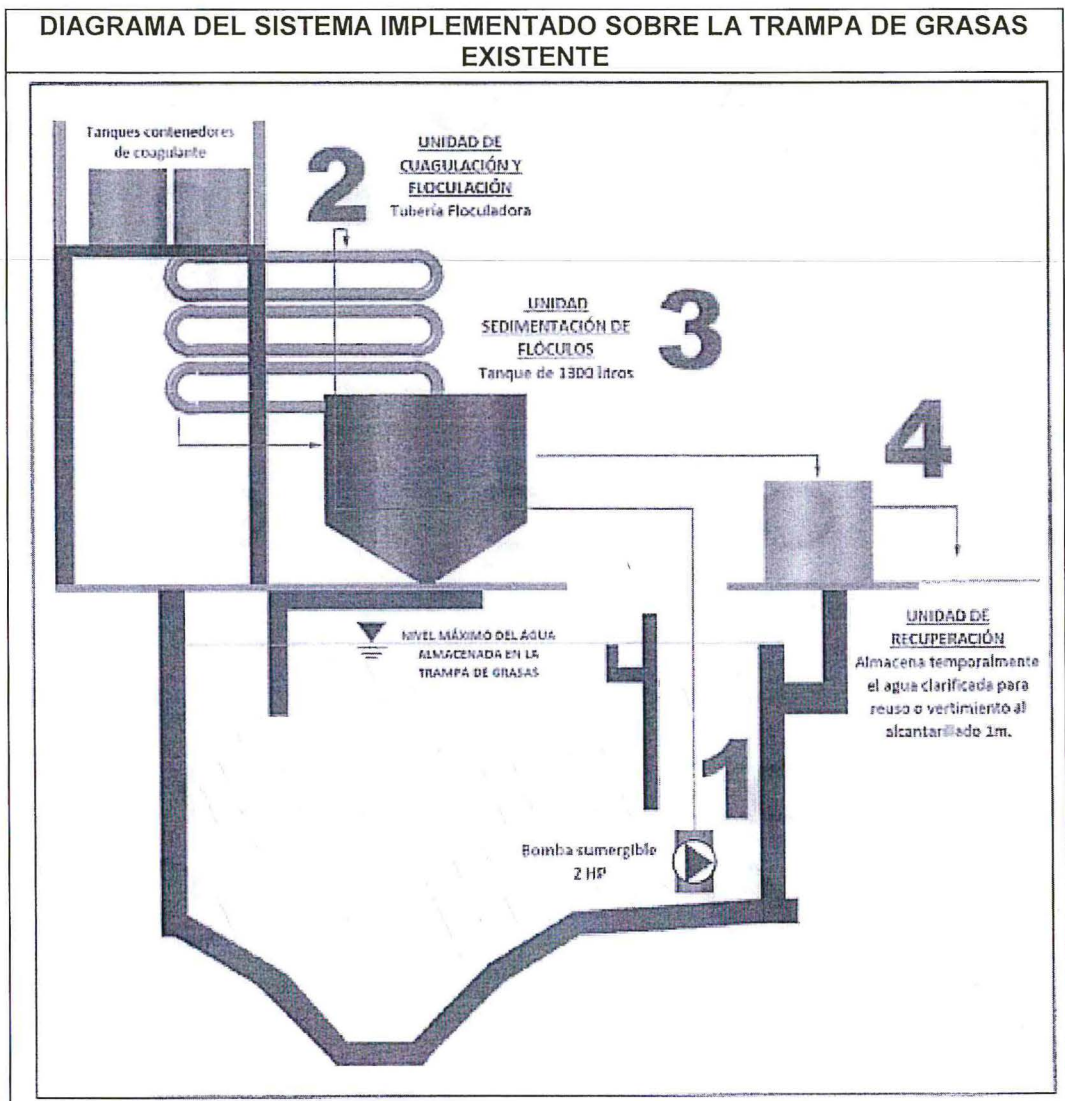 DIAGRAMA DEL SISTEMA IMPLEMENTADO SOBRE LA TRAMPA DE GRASAS
EXISTENTE
Tanques contenedores
de coagulante
2
UNIDAD DE
CUAGULACIÓN Y
FLOCULACIÓN
Tubería Floculadora
UNIDAD
SEDIMENTACIÓN DE
FLÓCULOS
Tanque de 1300 litros
3
4
NIVEL MÁXIMO DEL AGUA
ALMACENADA EN LA
TRAMPA DE GRASAS
UNIDAD DE
RECUPERACIÓN
Almacena temporalmente
el agua clarificada para
reuso o vertimiento al
alcantarillado 1m.
1
Bomba sumergible
2 HP